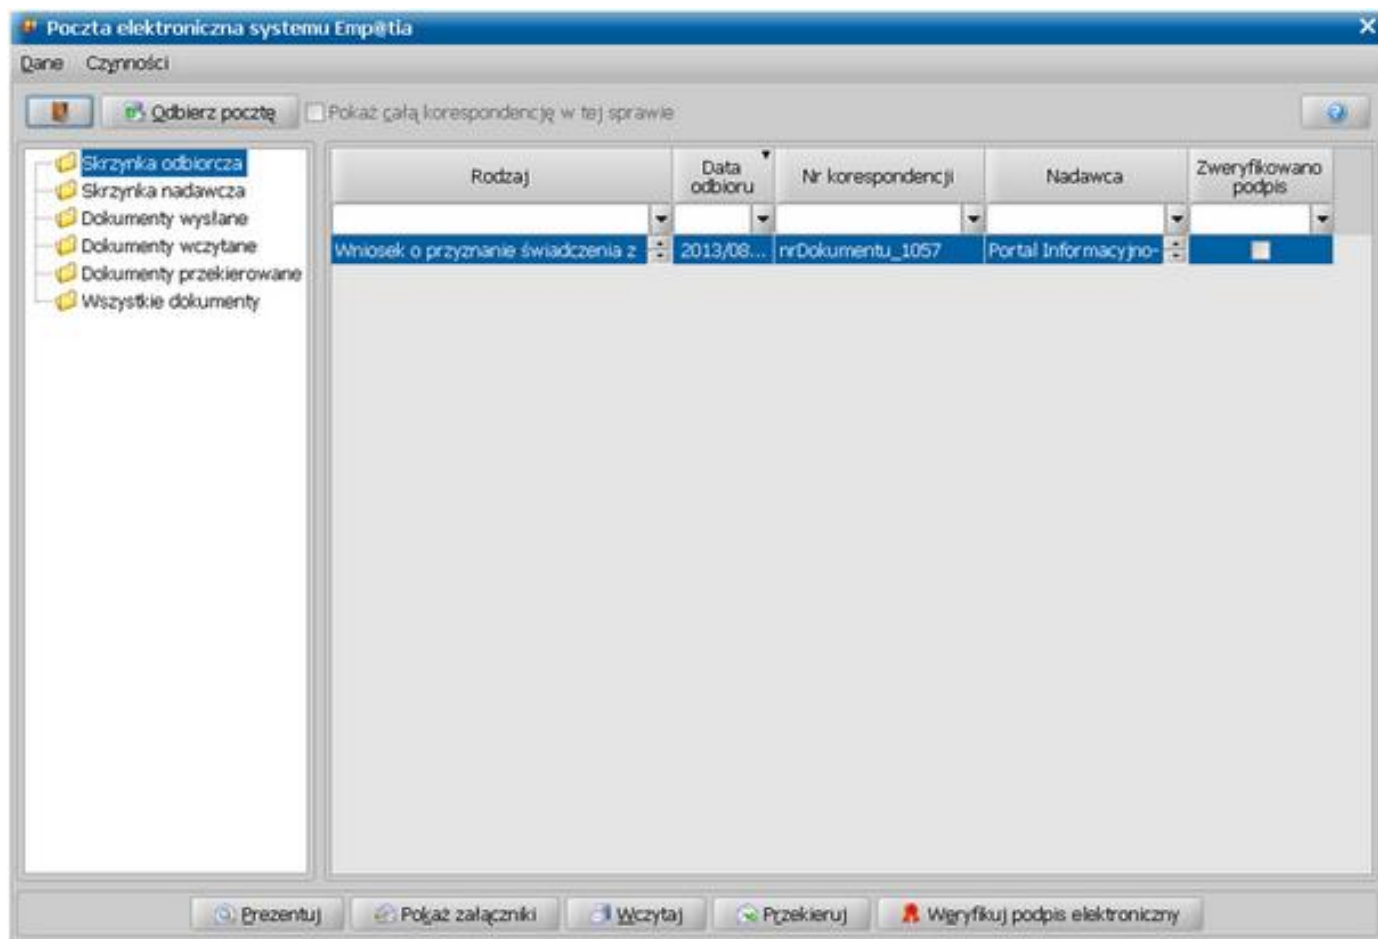 Poczta elektroniczna systemu Emp@tia
Dane Czynności
Odbierz pocztę Pokaż całą korespondencję w tej sprawie
Skrzynka odbiorcza
Skrzynka nadawcza
Dokumenty wysłane
Dokumenty wczytane
Dokumenty przekierowane
Wszystkie dokumenty
Rodzaj Data odbioru Nr korespondencji Nadawca Zweryfikowano podpis
Wniosek o przyznanie świadczenia z 2013/08... nrDokumentu_1057 Portal Informacyjno-
Prezentuj Pokaż załączniki Wczytaj Przekieruj Weryfikuj podpis elektroniczny